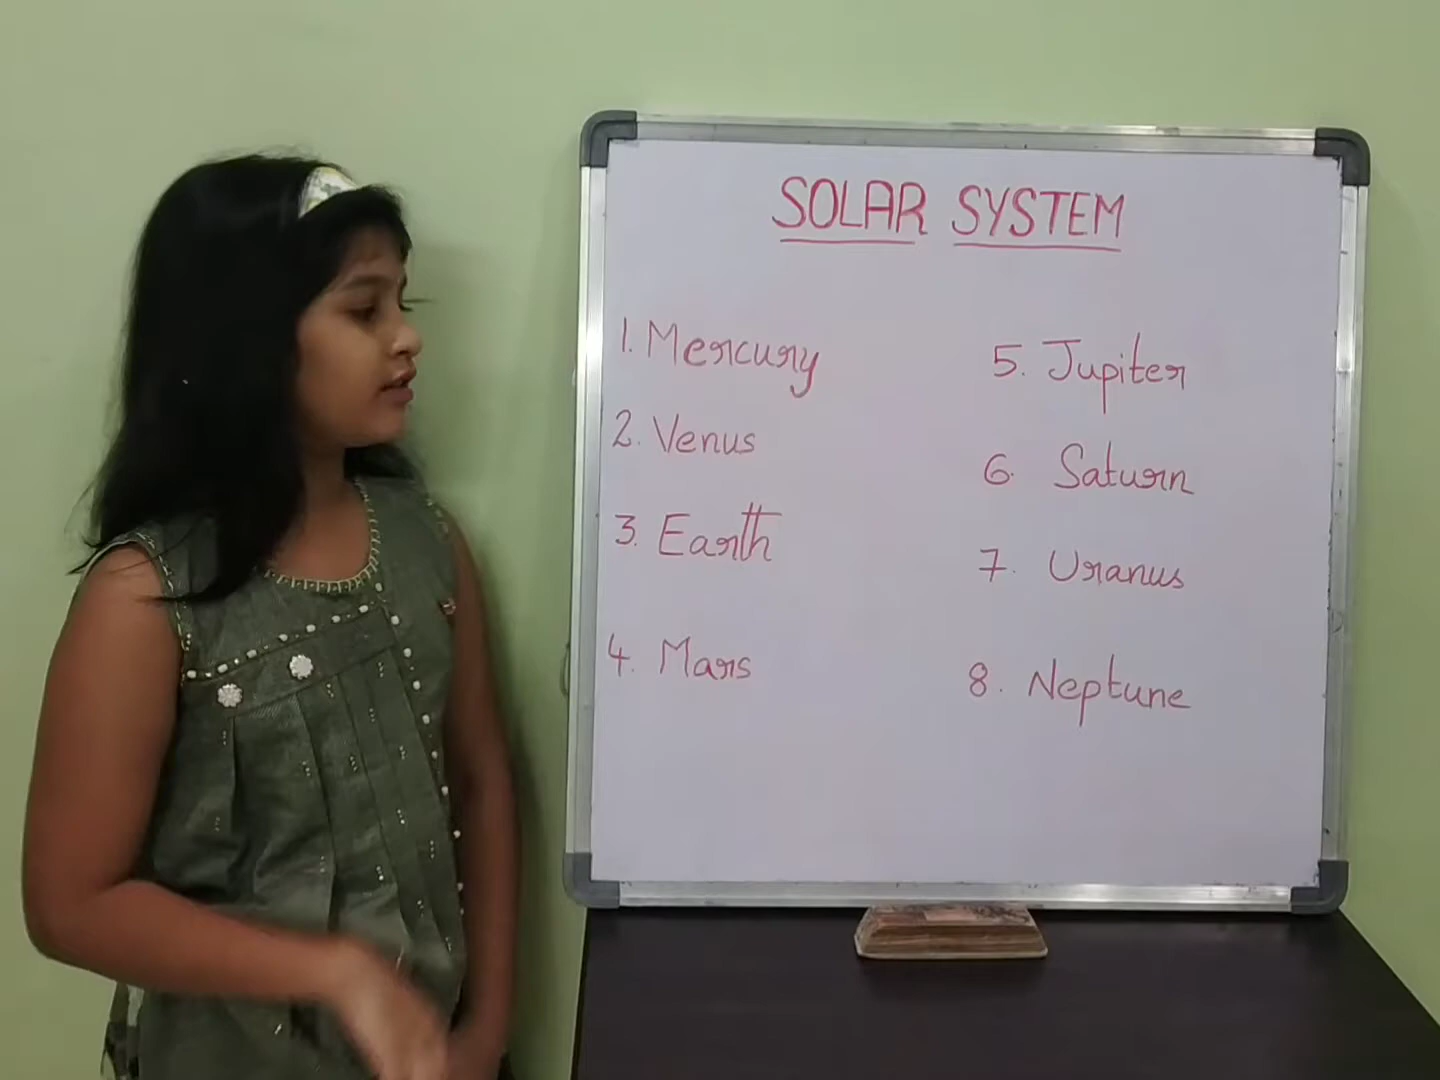 SOLAR SYSTEM
1. Mercury
2. Venus
3. Earth
4. Mars
5. Jupiter
6. Saturn
7. Uranus
8. Neptune